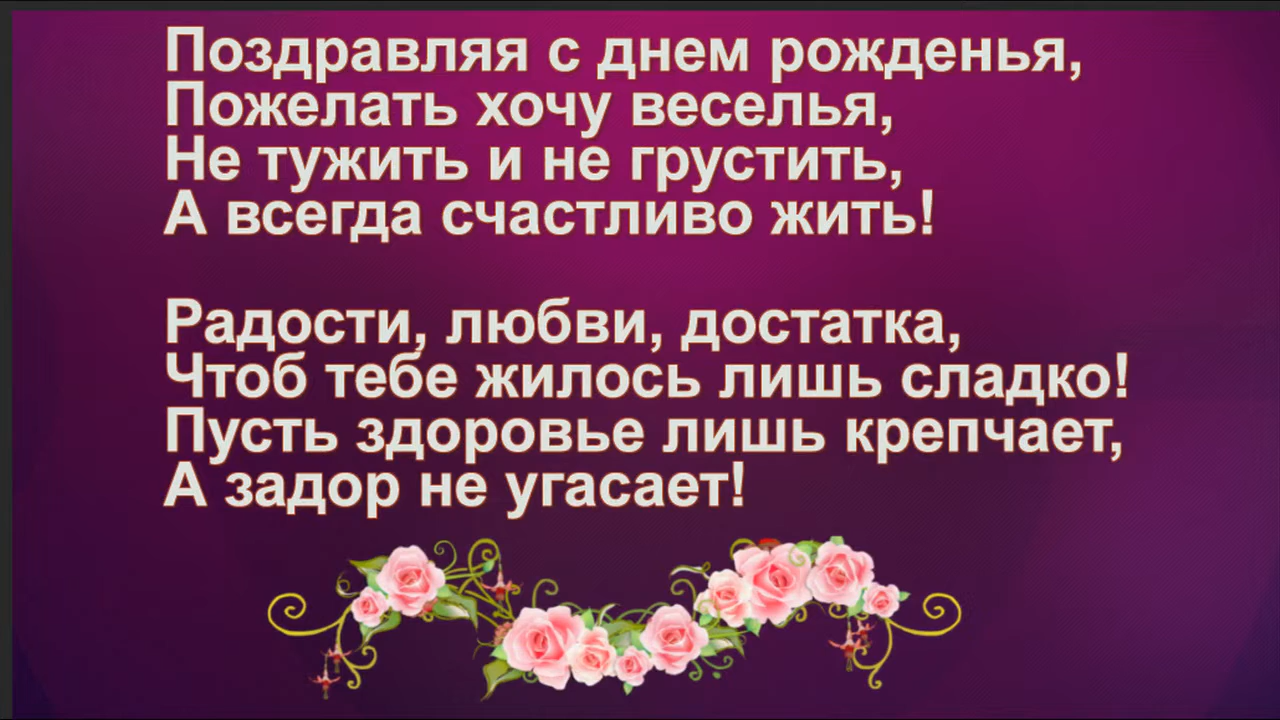 Поздравляя с днем рожденья,
Пожелать хочу веселья,
Не тужить и не грустить,
А всегда счастливо жить!
Радости, любви, достатка,
Чтоб тебе жилось лишь сладко!
Пусть здоровье лишь крепчает,
А задор не угасает!